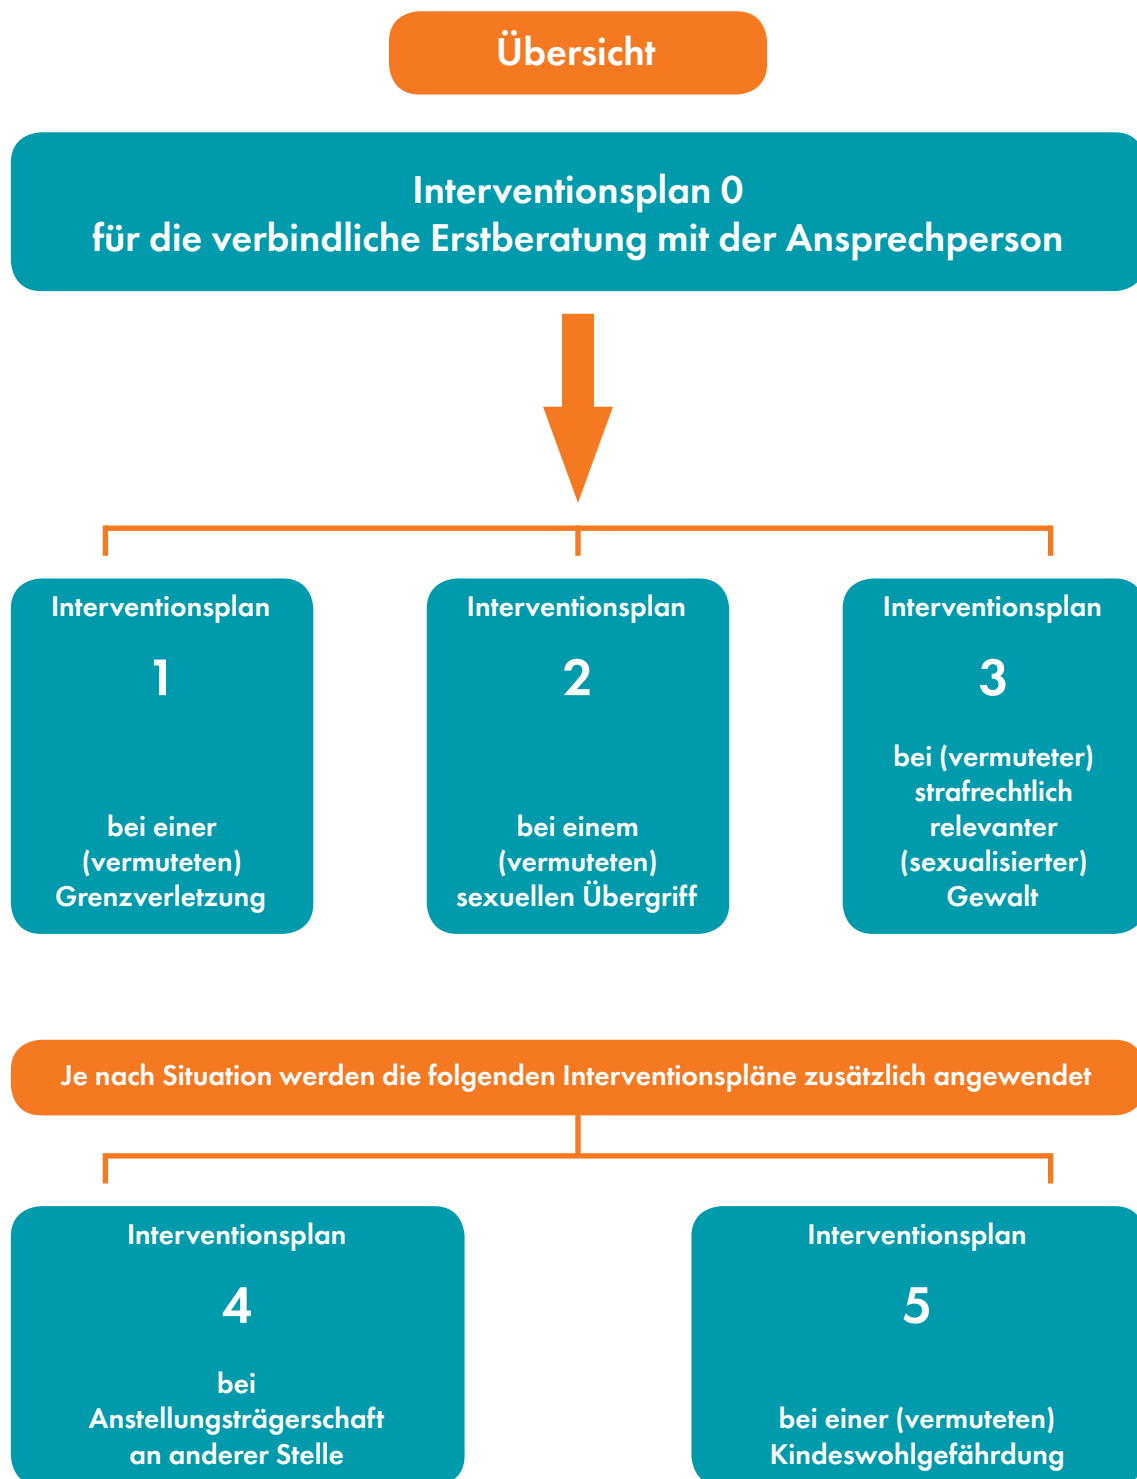 Übersicht
Interventionsplan 0
für die verbindliche Erstberatung mit der Ansprechperson
Interventionsplan
1
bei einer
(vermuteten)
Grenzverletzung
Interventionsplan
2
bei einem
(vermuteten)
sexuellen Übergriff
Interventionsplan
3
bei (vermuteter)
strafrechtlich
relevanter
(sexualisierter)
Gewalt
Je nach Situation werden die folgenden Interventionspläne zusätzlich angewendet
Interventionsplan
4
bei
Anstellungsträgerschaft
an anderer Stelle
Interventionsplan
5
bei einer (vermuteten)
Kindeswohlgefährdung